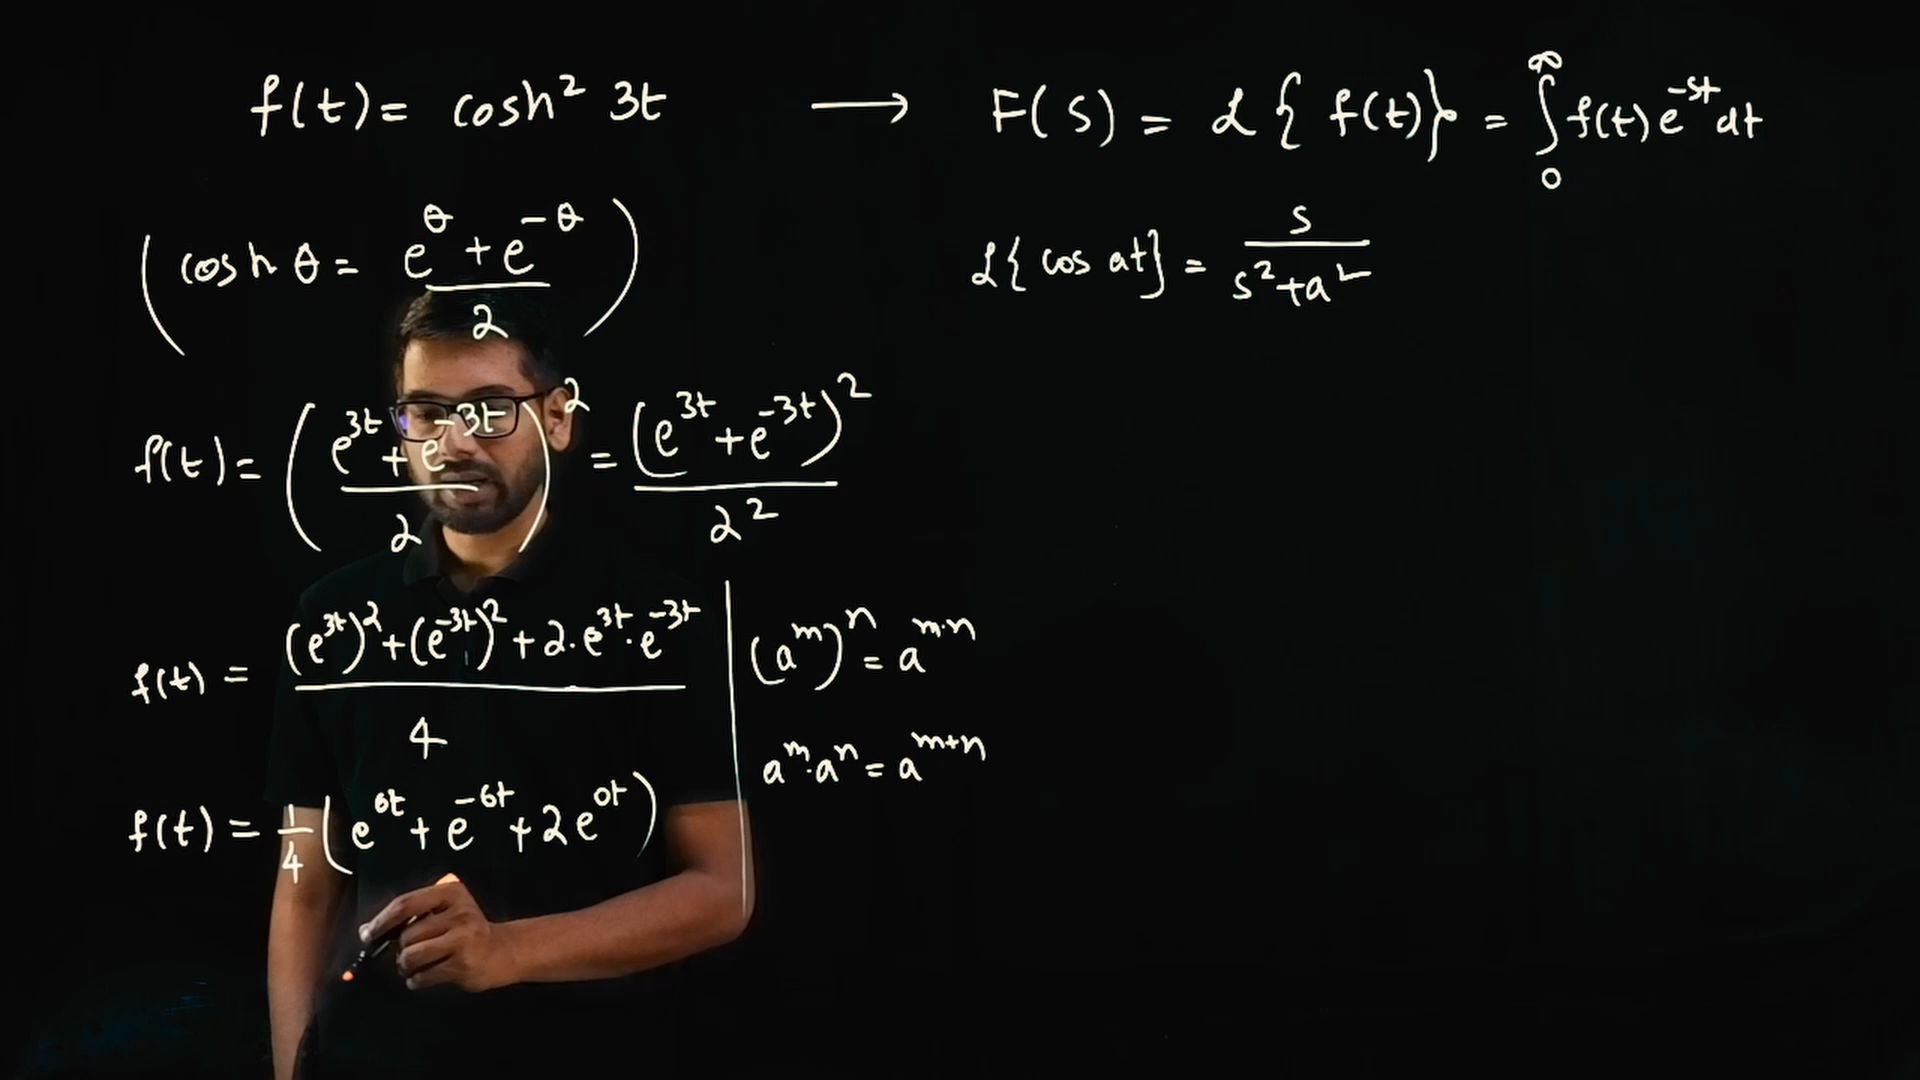 f(t) = cosh² 3t ⟶ F(s) = ℒ{ f(t)} = ∫₀^∞ f(t) e^{-st} dt
( cosh θ = (e^θ + e^{-θ})/2 )
ℒ{ cos at} = s/(s²+a²)
f(t) = ( (e^{3t} + e^{-3t})/2 )² = (e^{3t} + e^{-3t})²/2²
f(t) = ((e^{3t})² + (e^{-3t})² + 2·e^{3t}·e^{-3t})/4
(a^m)^n = a^{m·n}
a^m·a^n = a^{m+n}
f(t) = 1/4 ( e^{6t} + e^{-6t} + 2e^{0t} )